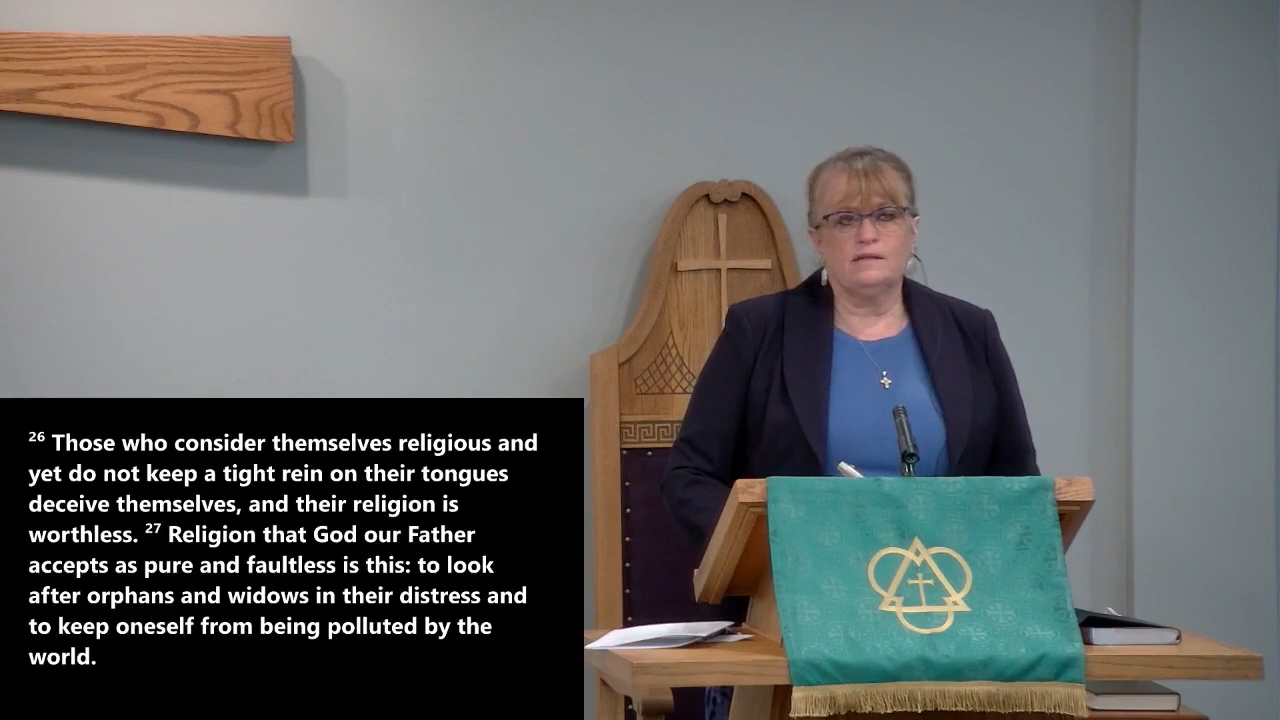 ²⁶ Those who consider themselves religious and
yet do not keep a tight rein on their tongues
deceive themselves, and their religion is
worthless. ²⁷ Religion that God our Father
accepts as pure and faultless is this: to look
after orphans and widows in their distress and
to keep oneself from being polluted by the
world.